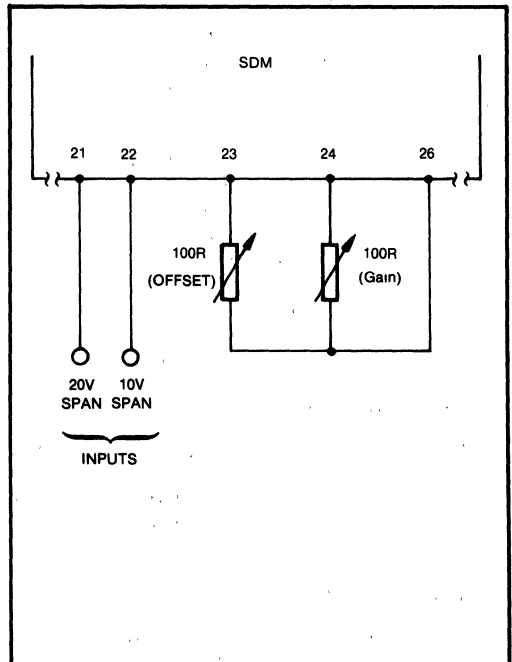 SDM
21 22 23 24 26
100R
(OFFSET)
100R
(Gain)
20V
SPAN
10V
SPAN
INPUTS